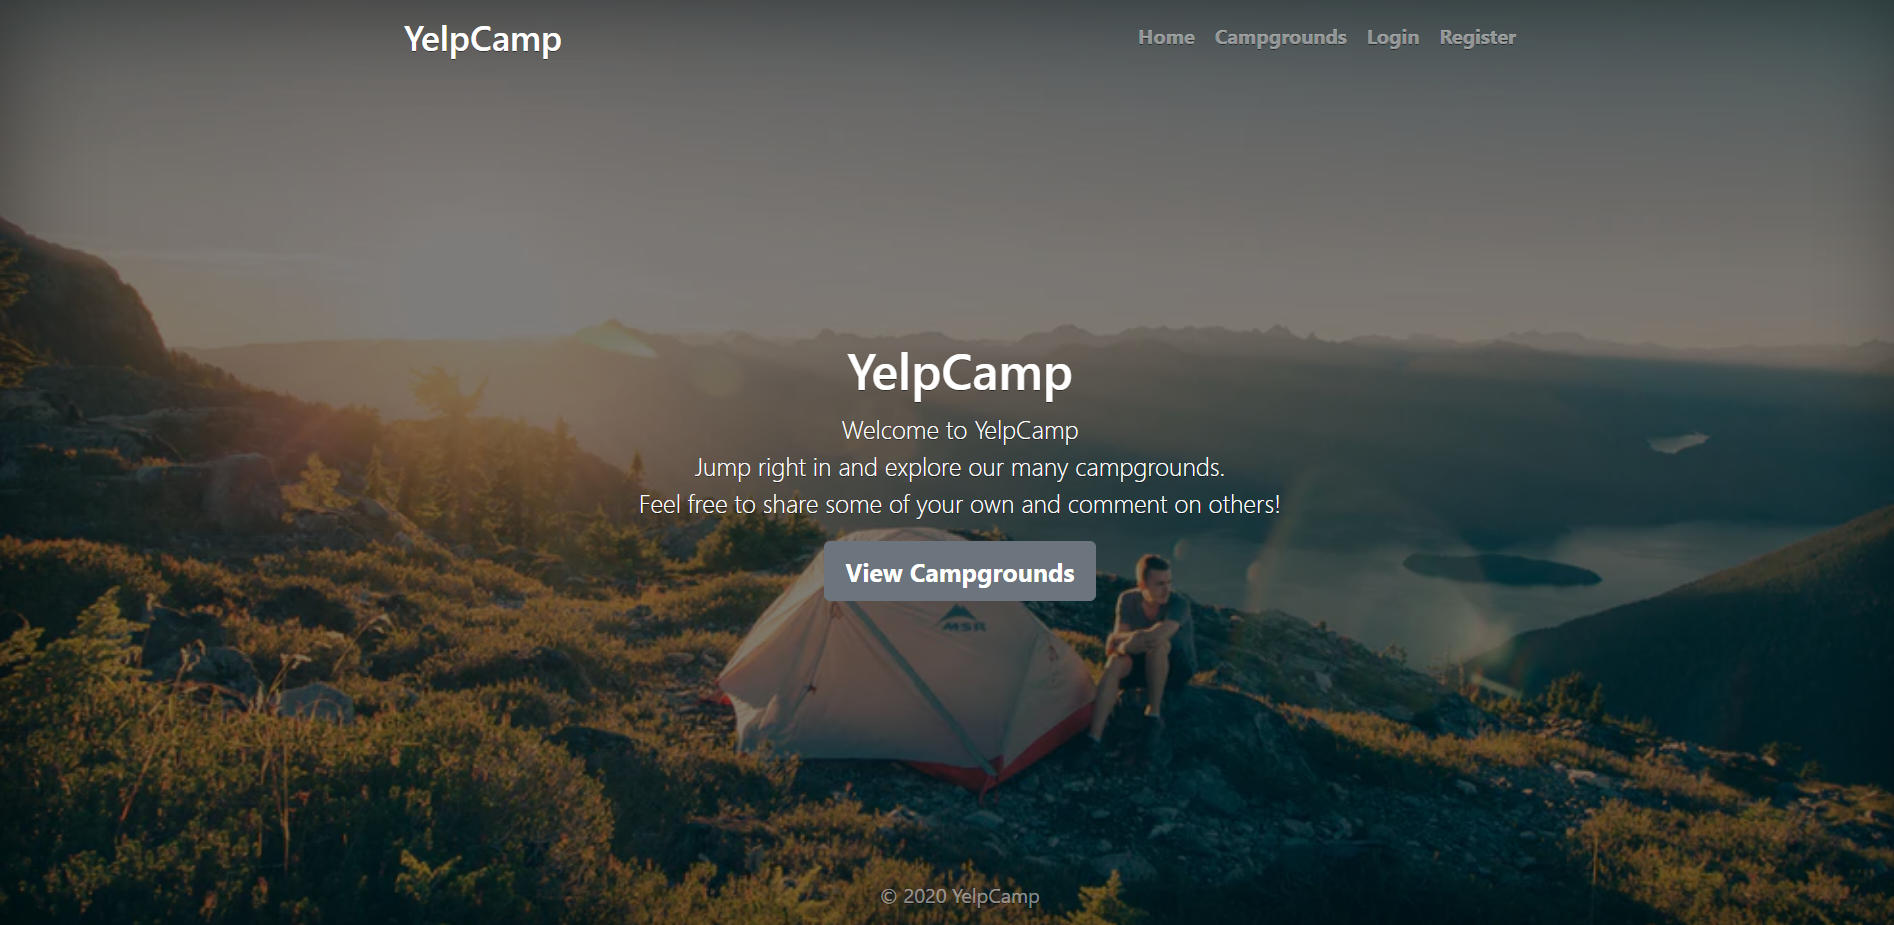 YelpCamp
Home Campgrounds Login Register
YelpCamp
Welcome to YelpCamp
Jump right in and explore our many campgrounds.
Feel free to share some of your own and comment on others!
View Campgrounds
MSR
© 2020 YelpCamp